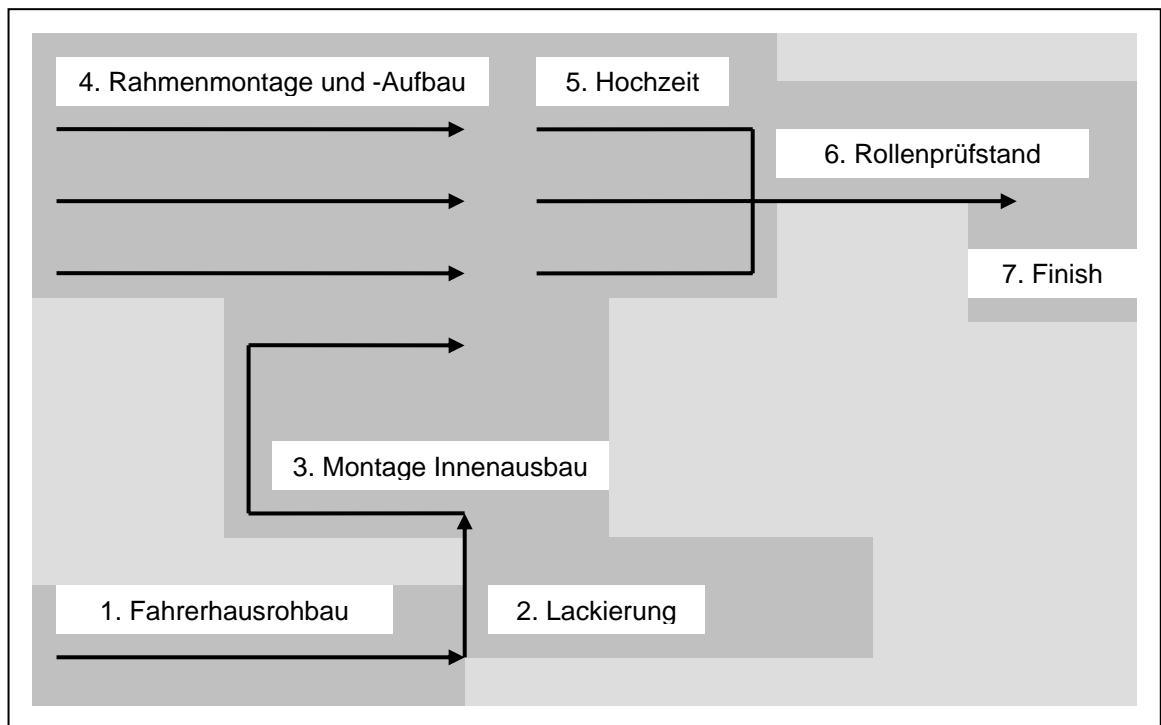 4. Rahmenmontage und -Aufbau
5. Hochzeit
6. Rollenprüfstand
7. Finish
3. Montage Innenausbau
1. Fahrerhausrohbau
2. Lackierung